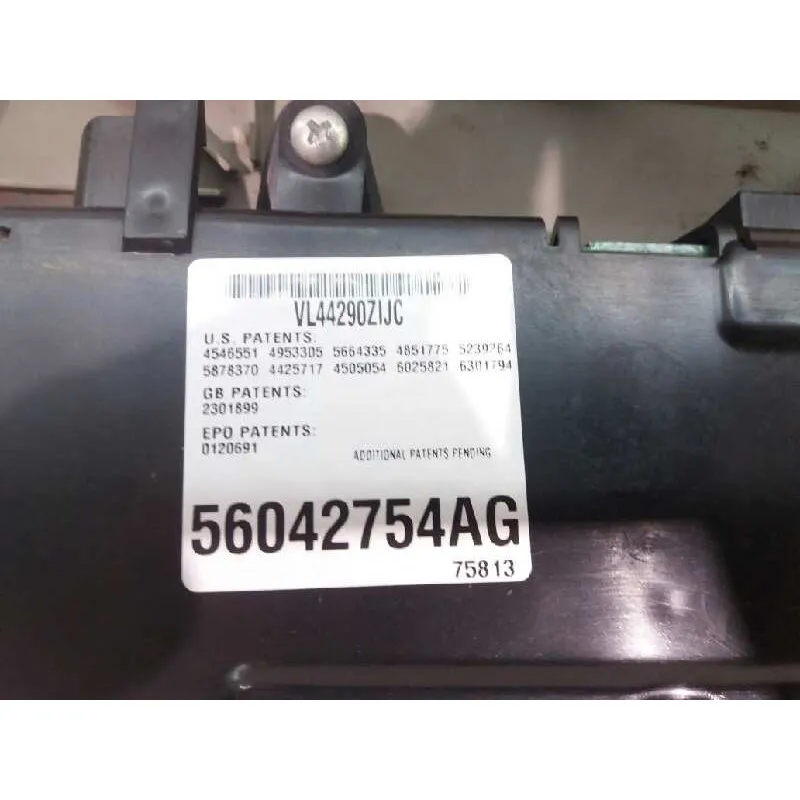 VL44290ZIJC
U.S. PATENTS:
4546551 4953305 5664335 4851775 5239264
5878370 4425717 4505054 6025821 6301794
GB PATENTS:
2301899
EPO PATENTS:
0120691
ADDITIONAL PATENTS PENDING
56042754AG
75813